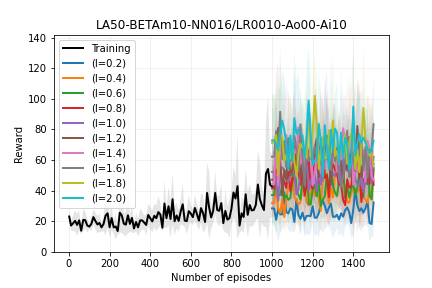 LA50-BETAm10-NN016/LR0010-Ao00-Ai10
Reward
140
120
100
80
60
40
20
0
Training
(l=0.2)
(l=0.4)
(l=0.6)
(l=0.8)
(l=1.0)
(l=1.2)
(l=1.4)
(l=1.6)
(l=1.8)
(l=2.0)
0 200 400 600 800 1000 1200 1400
Number of episodes